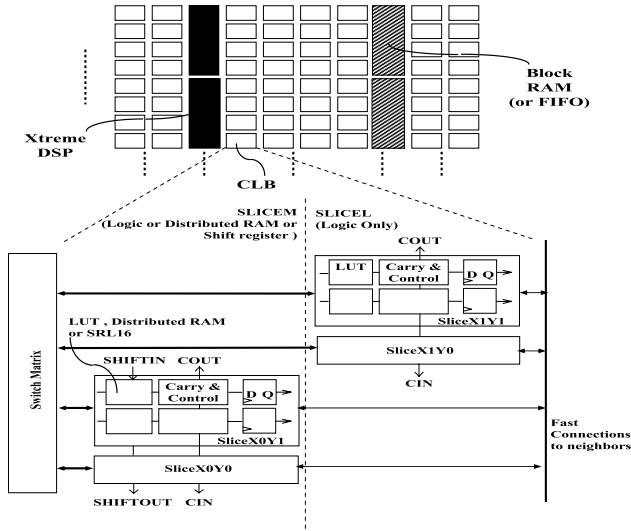 Xtreme
DSP
Block
RAM
(or FIFO)
CLB
SLICEM
(Logic or Distributed RAM or
Shift register )
SLICEL
(Logic Only)
COUT
LUT
Carry &
Control
D Q
SliceX1Y1
SliceX1Y0
CIN
Switch Matrix
LUT , Distributed RAM
or SRL16
SHIFTIN COUT
Carry &
Control
D Q
SliceX0Y1
SliceX0Y0
SHIFTOUT CIN
Fast
Connections
to neighbors